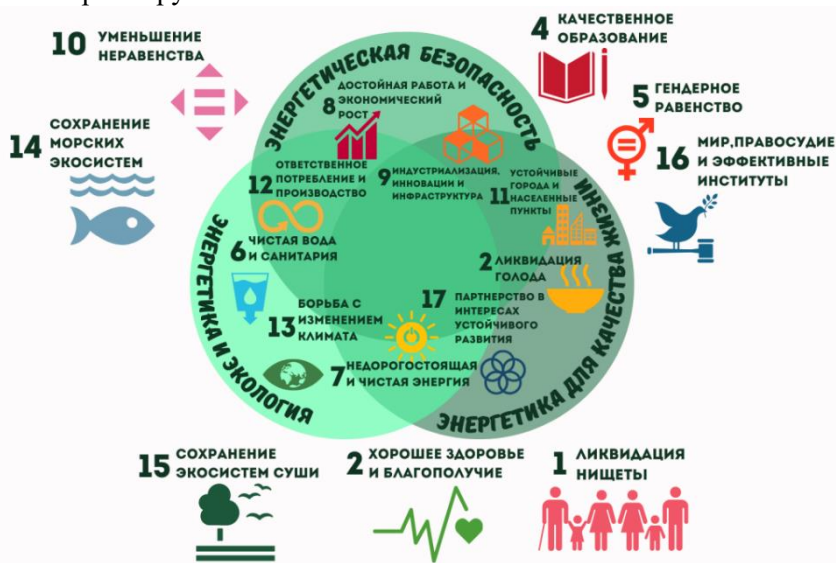 10 УМЕНЬШЕНИЕ
НЕРАВЕНСТВА
4 КАЧЕСТВЕННОЕ
ОБРАЗОВАНИЕ
ЭНЕРГЕТИЧЕСКАЯ БЕЗОПАСНОСТЬ
8 ДОСТОЙНАЯ РАБОТА И
ЭКОНОМИЧЕСКИЙ
РОСТ
5 ГЕНДЕРНОЕ
РАВЕНСТВО
14 СОХРАНЕНИЕ
МОРСКИХ
ЭКОСИСТЕМ
16 МИР,ПРАВОСУДИЕ
И ЭФФЕКТИВНЫЕ
ИНСТИТУТЫ
12 ОТВЕТСТВЕННОЕ
ПОТРЕБЛЕНИЕ И
ПРОИЗВОДСТВО
9 ИНДУСТРИАЛИЗАЦИЯ,
ИННОВАЦИИ И
ИНФРАСТРУКТУРА
11 УСТОЙЧИВЫЕ
ГОРОДА И
НАСЕЛЕННЫЕ
ПУНКТЫ
6 ЧИСТАЯ ВОДА
И САНИТАРИЯ
2 ЛИКВИДАЦИЯ
ГОЛОДА
13 БОРЬБА С
ИЗМЕНЕНИЕМ
КЛИМАТА
17 ПАРТНЕРСТВО В
ИНТЕРЕСАХ
УСТОЙЧИВОГО
РАЗВИТИЯ
7 НЕДОРОГОСТОЯЩАЯ
И ЧИСТАЯ ЭНЕРГИЯ
ЭНЕРГЕТИКА И ЭКОЛОГИЯ
ЭНЕРГЕТИКА ДЛЯ КАЧЕСТВА ЖИЗНИ
15 СОХРАНЕНИЕ
ЭКОСИСТЕМ СУШИ
2 ХОРОШЕЕ ЗДОРОВЬЕ
И БЛАГОПОЛУЧИЕ
1 ЛИКВИДАЦИЯ
НИЩЕТЫ